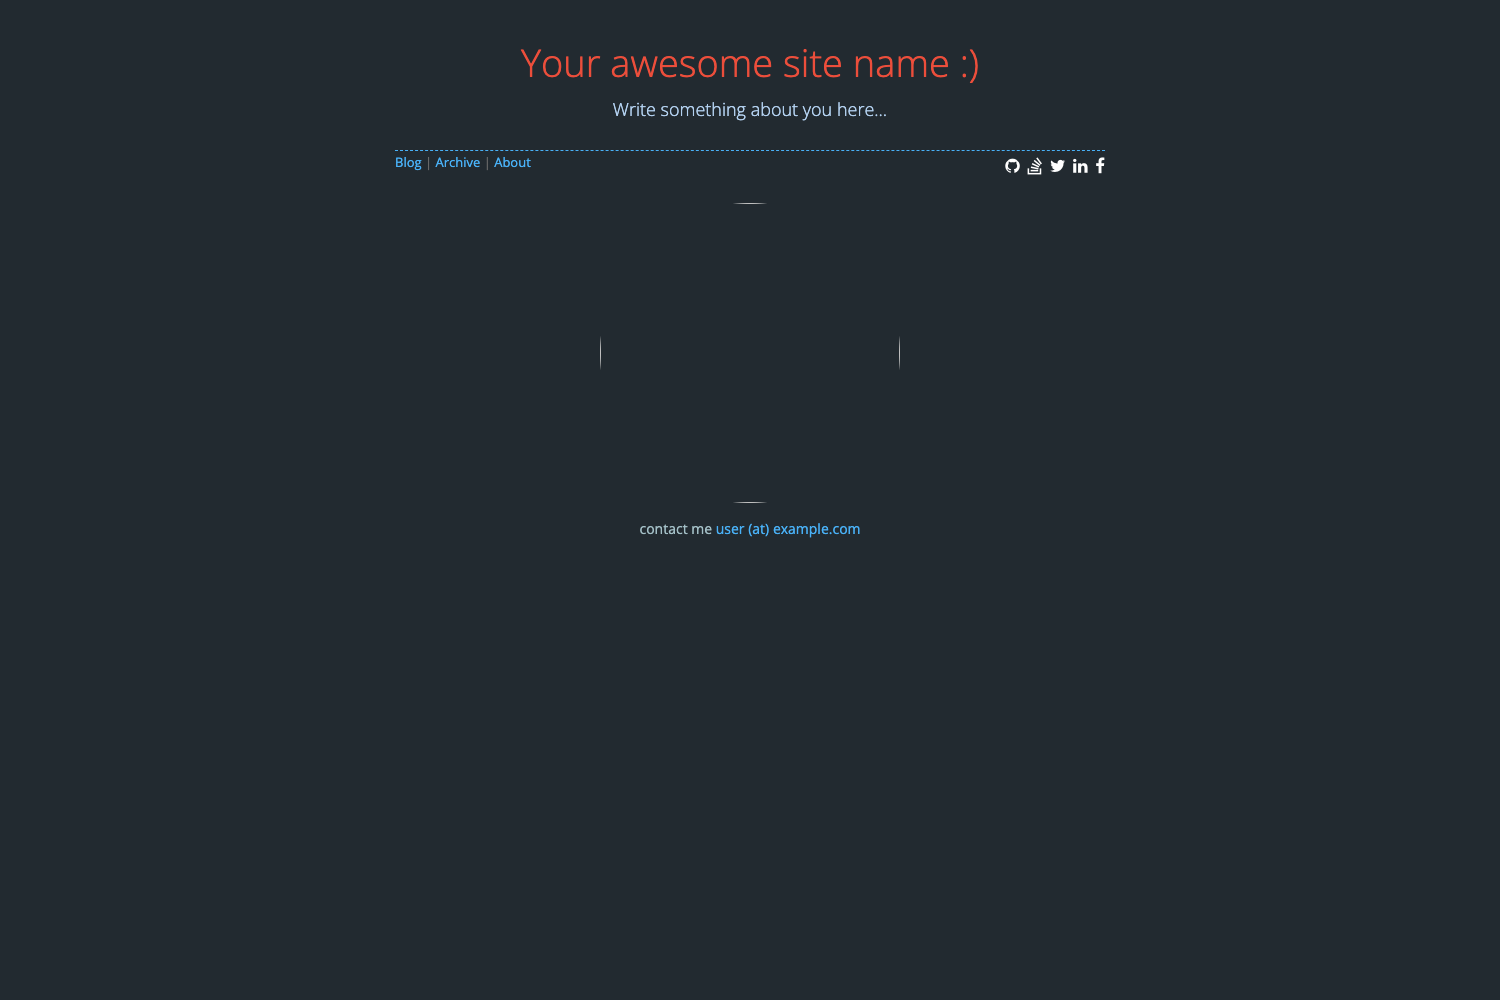 Your awesome site name :)
Write something about you here...
Blog | Archive | About
contact me user (at) example.com